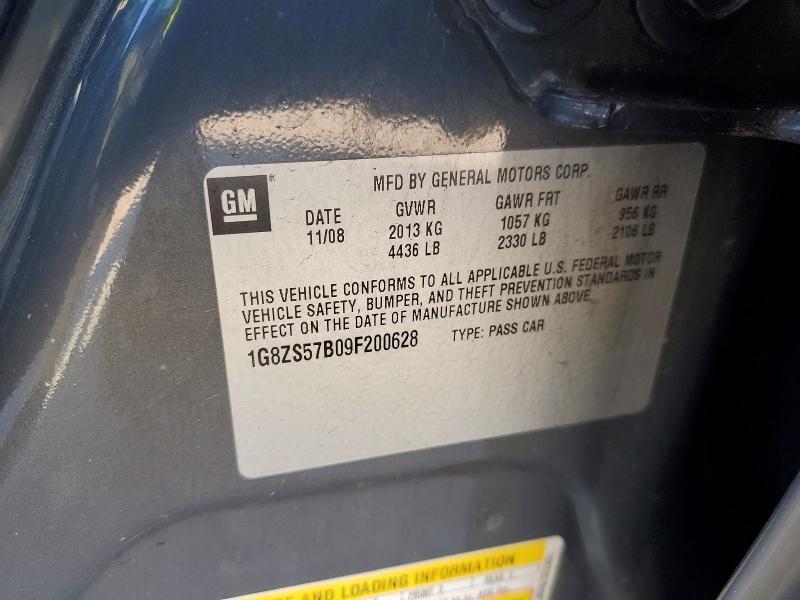 GM®
MFD BY GENERAL MOTORS CORP.
DATE GVWR GAWR FRT GAWR RR
11/08 2013 KG 1057 KG 956 KG
4436 LB 2330 LB 2106 LB
THIS VEHICLE CONFORMS TO ALL APPLICABLE U.S. FEDERAL MOTOR
VEHICLE SAFETY, BUMPER, AND THEFT PREVENTION STANDARDS IN
EFFECT ON THE DATE OF MANUFACTURE SHOWN ABOVE.
1G8ZS57B09F200628 TYPE: PASS CAR
AND LOADING INFORMATION